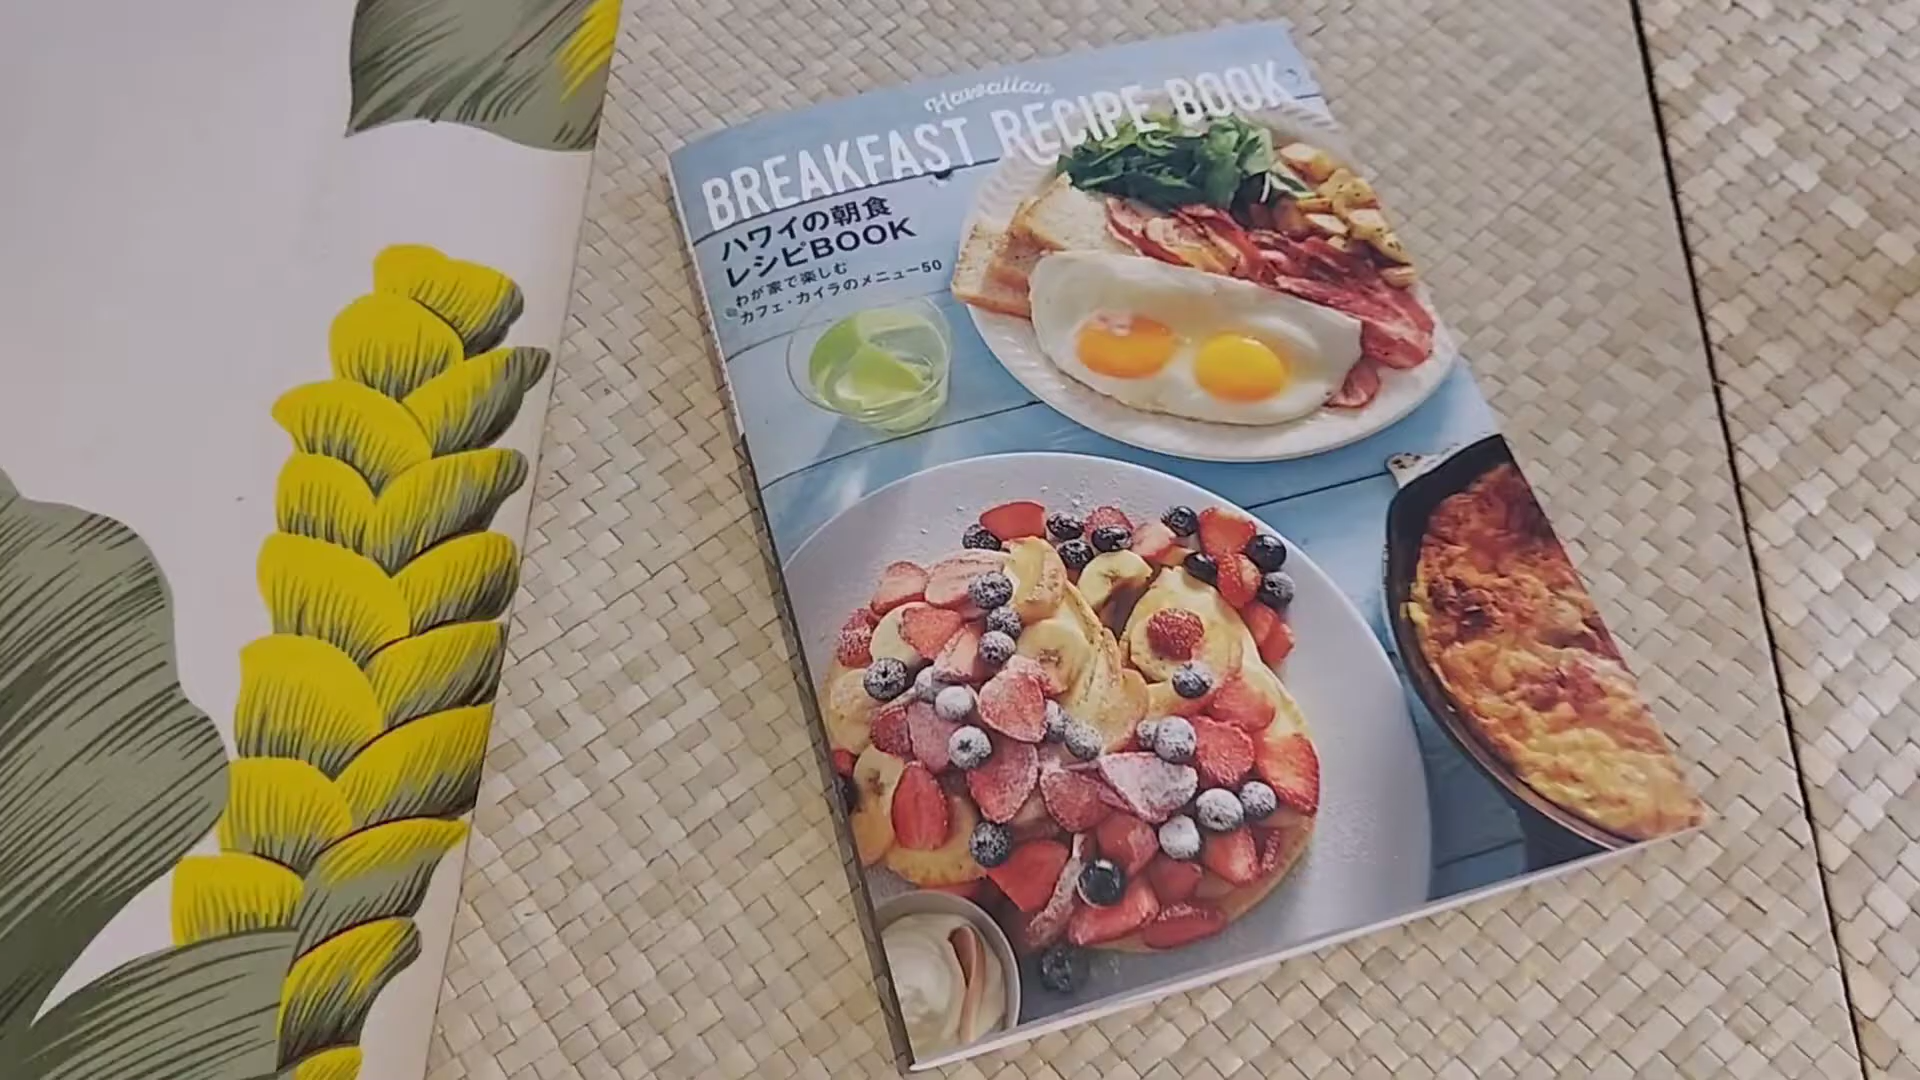 Hawaiian
BREAKFAST RECIPE BOOK
ハワイの朝食
レシピBOOK
わが家で楽しむ
カフェ・カイラのメニュー50